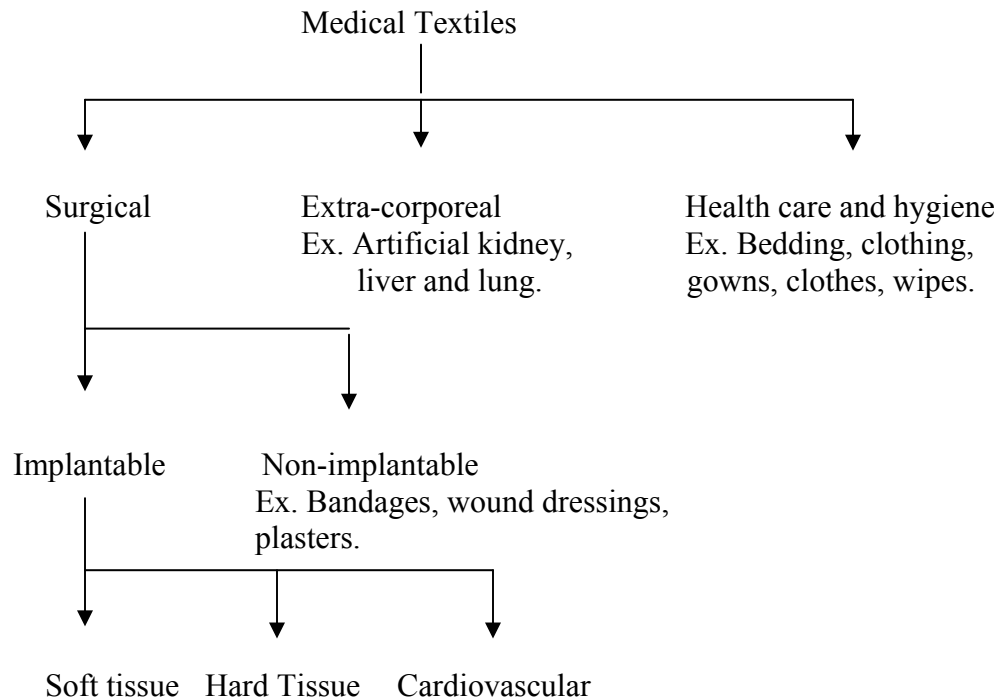 Medical Textiles
Surgical
Extra-corporeal
Ex. Artificial kidney,
liver and lung.
Health care and hygiene
Ex. Bedding, clothing,
gowns, clothes, wipes.
Implantable
Non-implantable
Ex. Bandages, wound dressings,
plasters.
Soft tissue
Hard Tissue
Cardiovascular